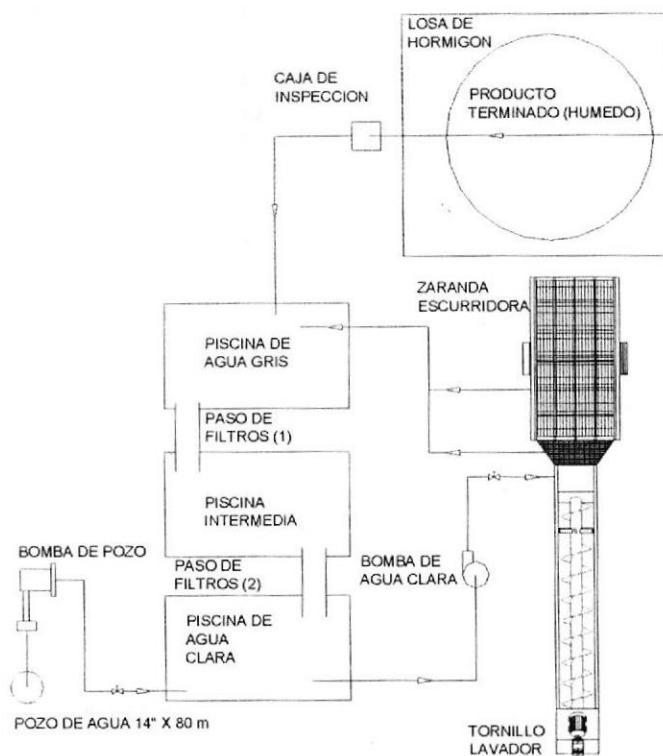 LOSA DE
HORMIGON
CAJA DE
INSPECCION
PRODUCTO
TERMINADO (HUMEDO)
ZARANDA
ESCURRIDORA
PISCINA DE
AGUA GRIS
PASO DE
FILTROS (1)
PISCINA
INTERMEDIA
BOMBA DE POZO
PASO DE
FILTROS (2)
BOMBA DE
AGUA CLARA
PISCINA DE
AGUA
CLARA
POZO DE AGUA 14" X 80 m
TORNILLO
LAVADOR